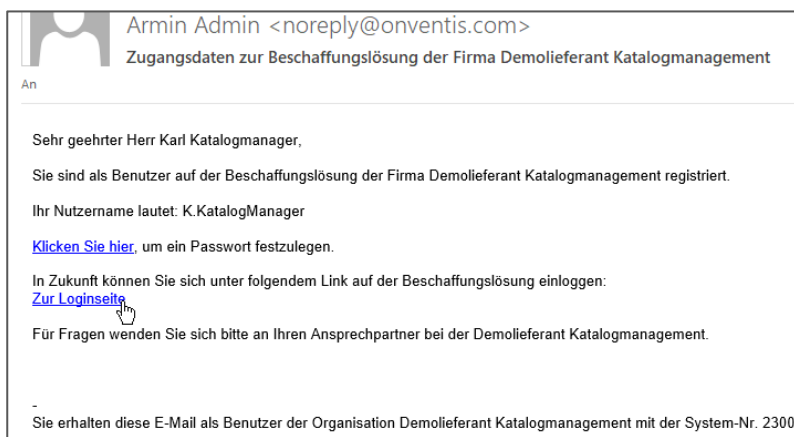 Armin Admin <noreply@onventis.com>
Zugangsdaten zur Beschaffungslösung der Firma Demolieferant Katalogmanagement
An
Sehr geehrter Herr Karl Katalogmanager,
Sie sind als Benutzer auf der Beschaffungslösung der Firma Demolieferant Katalogmanagement registriert.
Ihr Nutzername lautet: K.KatalogManager
Klicken Sie hier, um ein Passwort festzulegen.
In Zukunft können Sie sich unter folgendem Link auf der Beschaffungslösung einloggen:
Zur Loginseite
Für Fragen wenden Sie sich bitte an Ihren Ansprechpartner bei der Demolieferant Katalogmanagement.
-
Sie erhalten diese E-Mail als Benutzer der Organisation Demolieferant Katalogmanagement mit der System-Nr. 2300